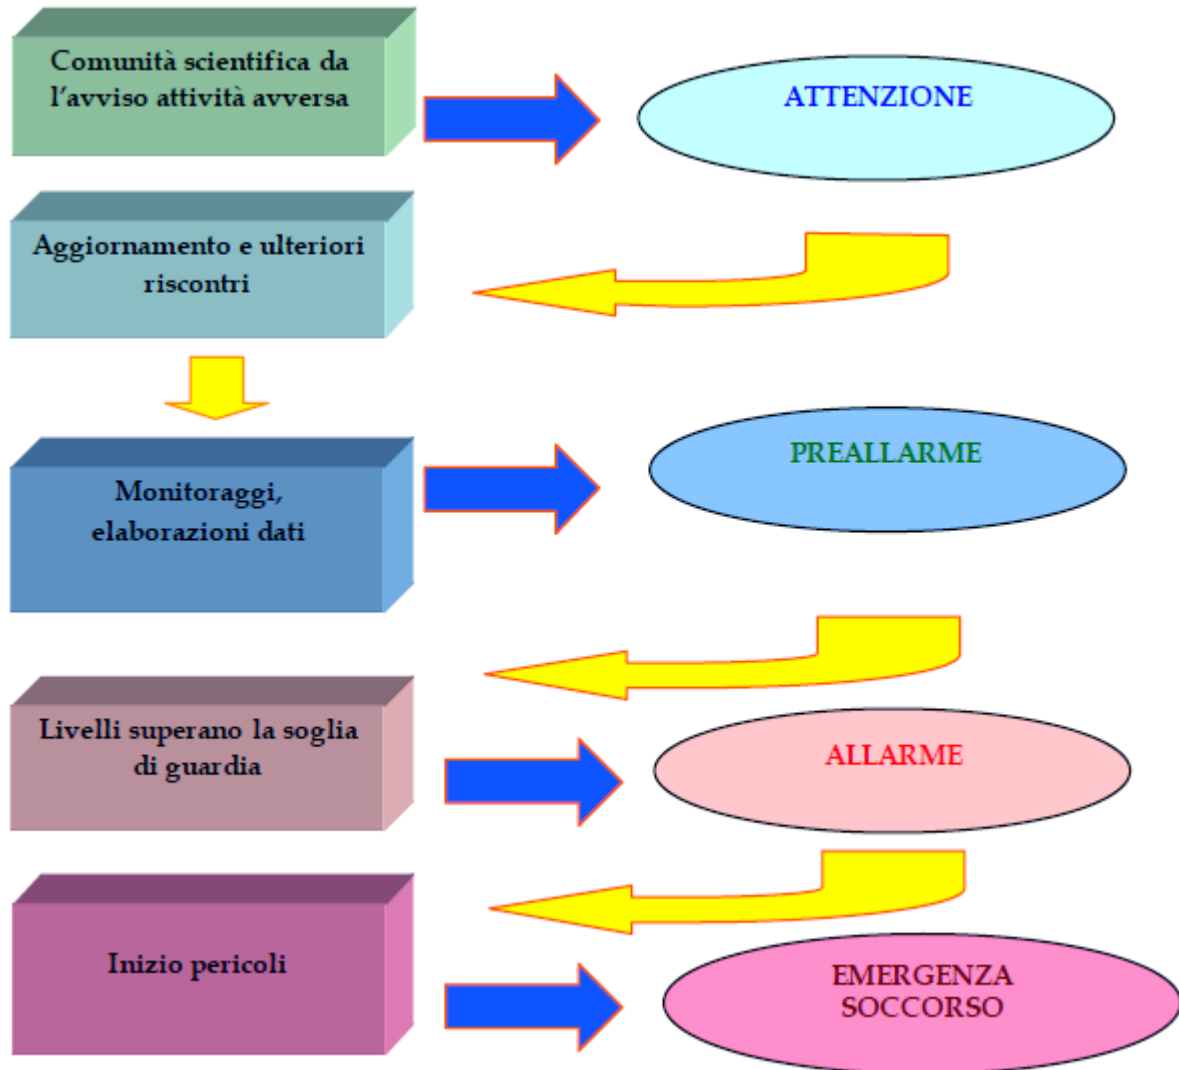 Comunità scientifica da
l'avviso attività avversa
ATTENZIONE
Aggiornamento e ulteriori
riscontri
Monitoraggi,
elaborazioni dati
PREALLARME
Livelli superano la soglia
di guardia
ALLARME
Inizio pericoli
EMERGENZA
SOCCORSO